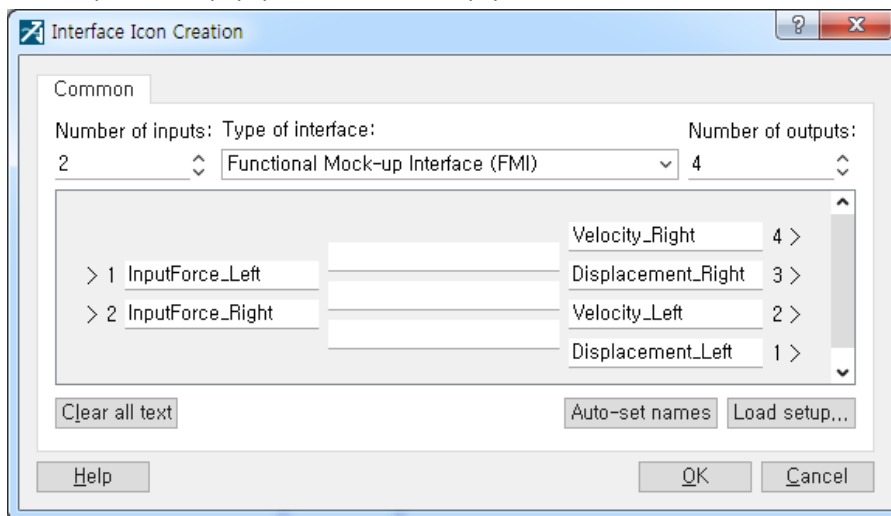 Interface Icon Creation
Common
Number of inputs: Type of interface: Number of outputs:
2 Functional Mock-up Interface (FMI) 4
Velocity_Right 4 >
> 1 InputForce_Left Displacement_Right 3 >
> 2 InputForce_Right Velocity_Left 2 >
Displacement_Left 1 >
Clear all text Auto-set names Load setup...
Help OK Cancel